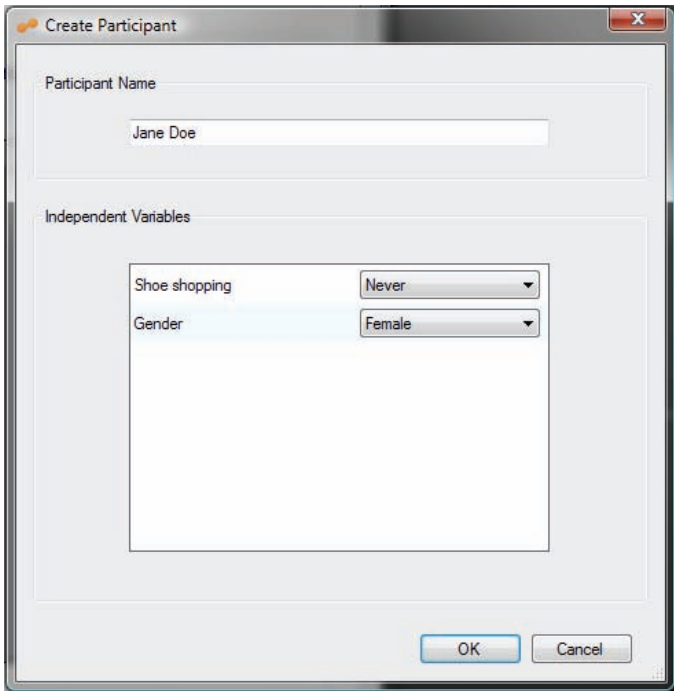 Create Participant
Participant Name
Jane Doe
Independent Variables
Shoe shopping Never
Gender Female
OK Cancel